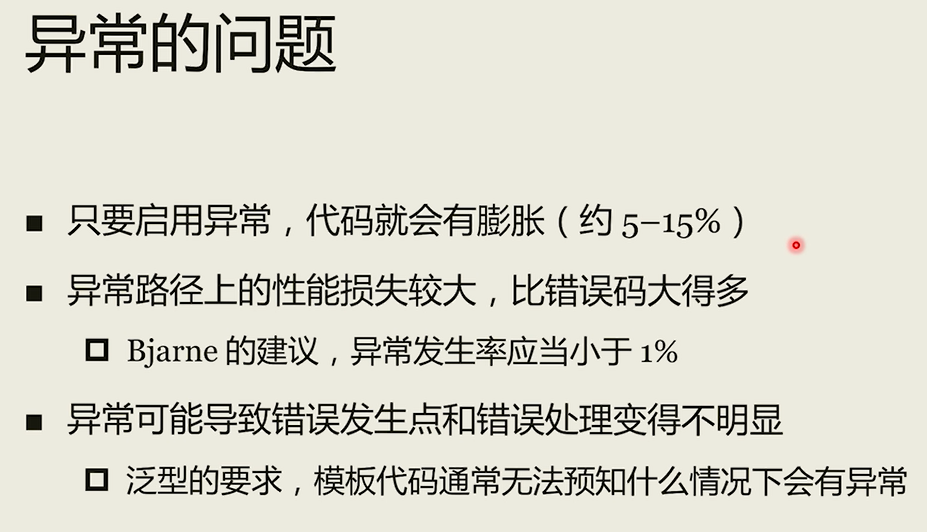 异常的问题
■ 只要启用异常，代码就会有膨胀（约 5–15%）
■ 异常路径上的性能损失较大，比错误码大得多
□ Bjarne 的建议，异常发生率应当小于 1%
■ 异常可能导致错误发生点和错误处理变得不明显
□ 泛型的要求，模板代码通常无法预知什么情况下会有异常